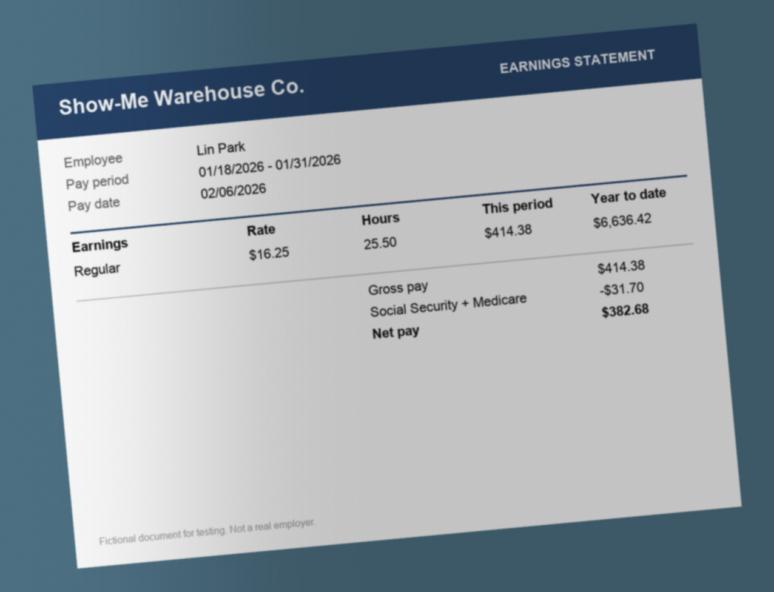 Show-Me Warehouse Co. EARNINGS STATEMENT
Employee Lin Park
Pay period 01/18/2026 - 01/31/2026
Pay date 02/06/2026
Earnings Rate Hours This period Year to date
Regular $16.25 25.50 $414.38 $6,636.42
Gross pay $414.38
Social Security + Medicare -$31.70
Net pay $382.68
Fictional document for testing. Not a real employer.